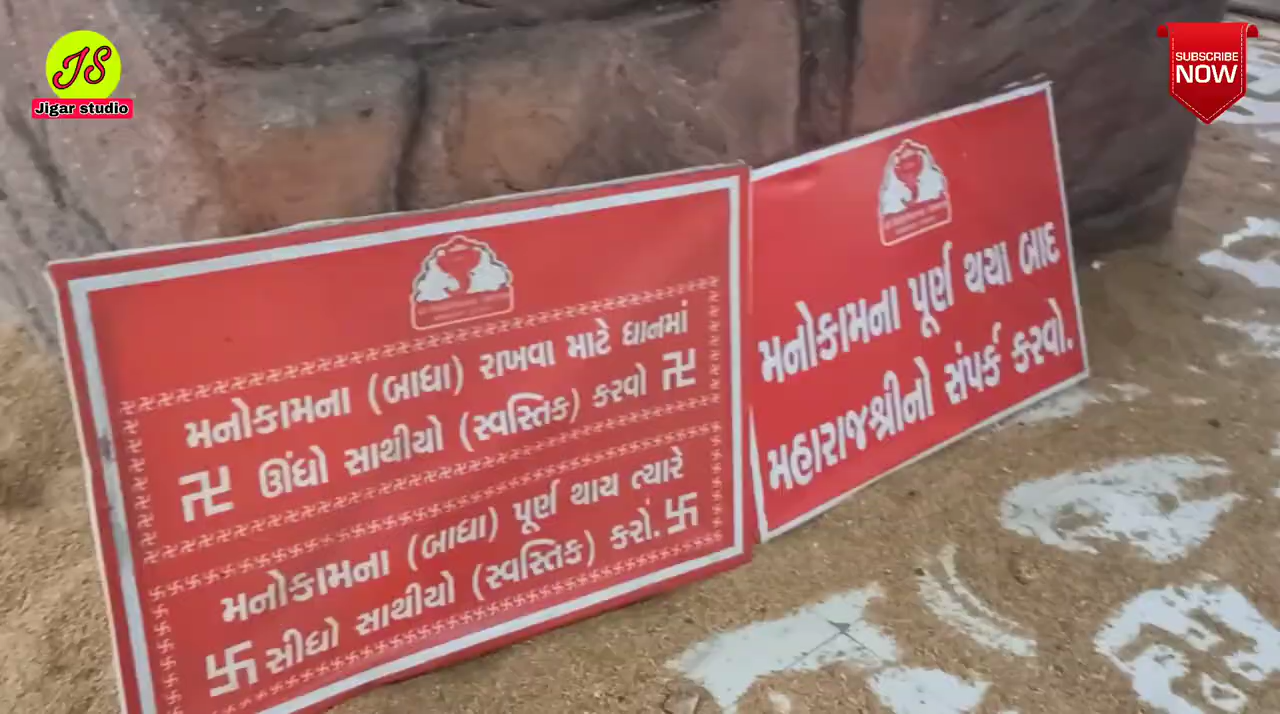 JS
Jigar studio
SUBSCRIBE
NOW
મનોકામના (બાધા) રાખવા માટે ધાનમાં
ઊંધો સાથીયો (સ્વસ્તિક) કરવો
મનોકામના (બાધા) પૂર્ણ થાય ત્યારે
સીધો સાથીયો (સ્વસ્તિક) કરો.
મનોકામના પૂર્ણ થયા બાદ
મહારાજશ્રીનો સંપર્ક કરવો.